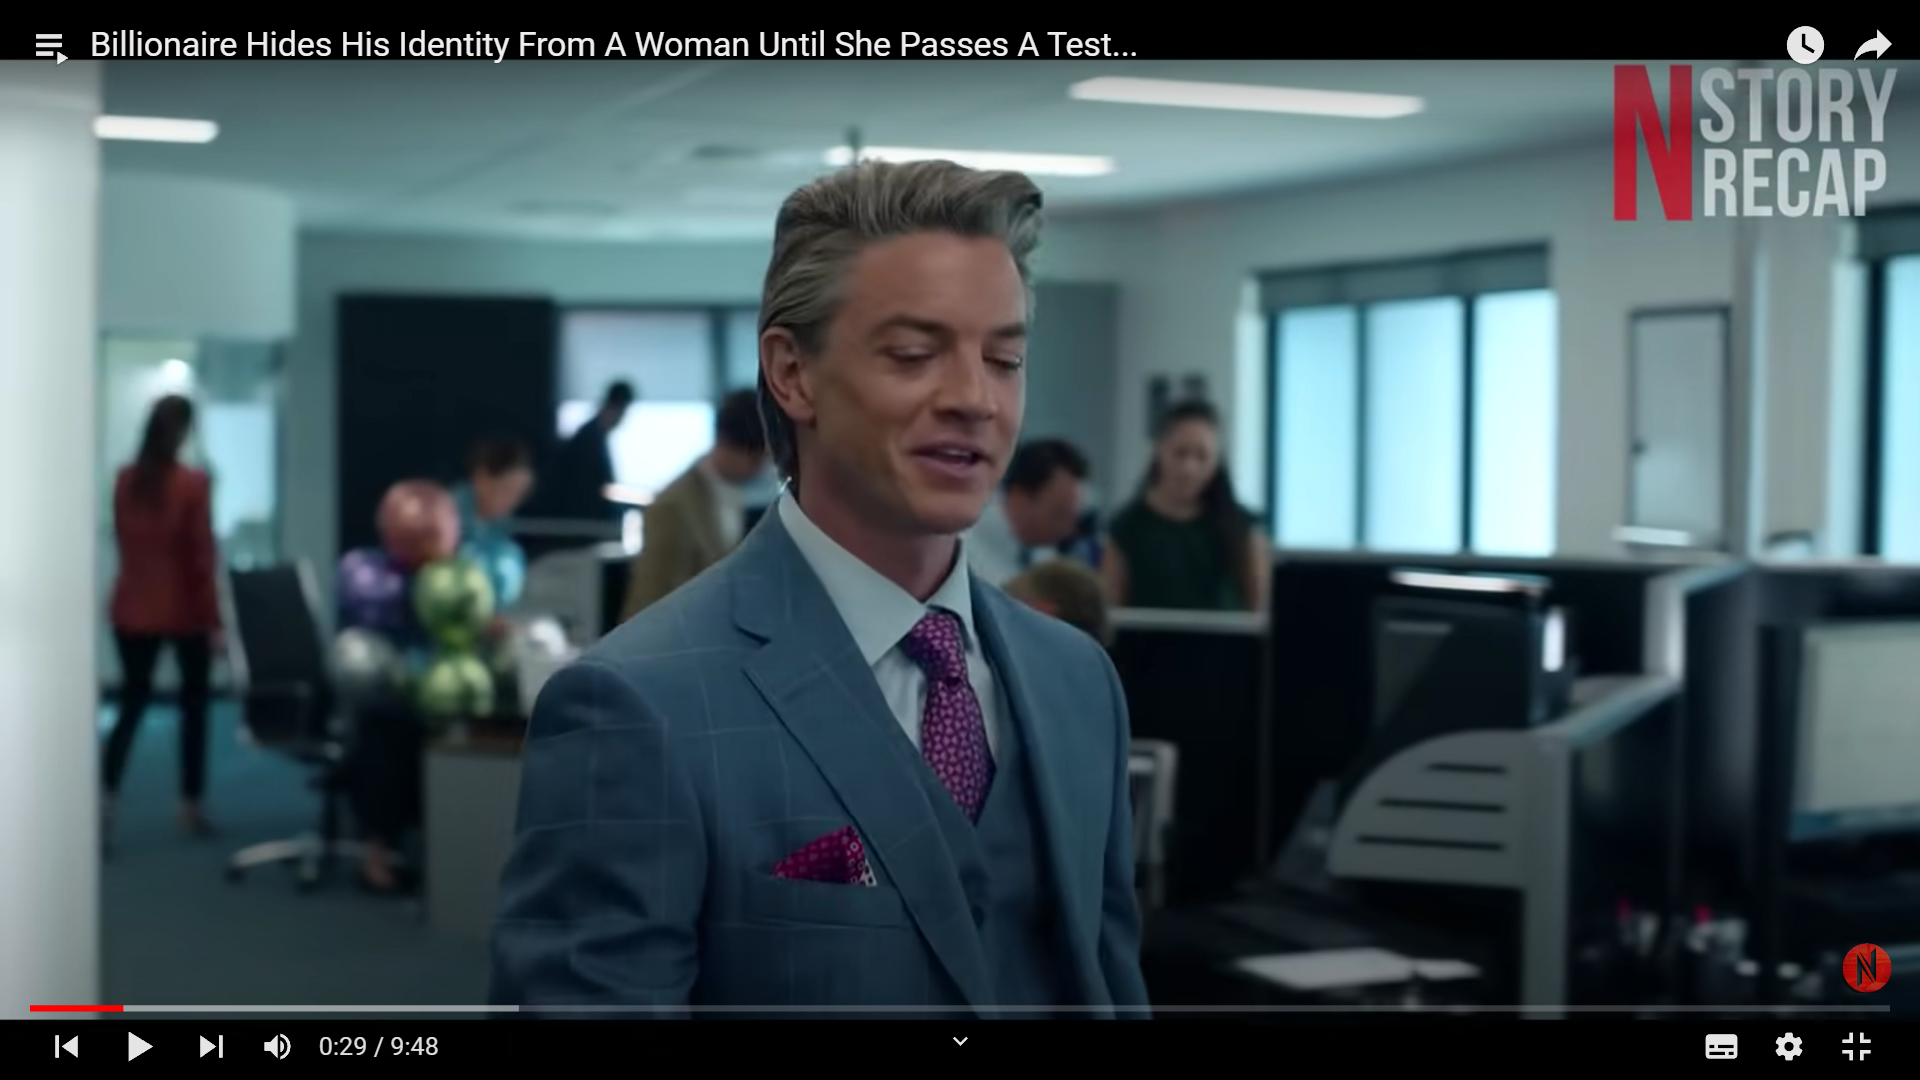 Billionaire Hides His Identity From A Woman Until She Passes A Test...
N STORY
RECAP
N
0:29 / 9:48